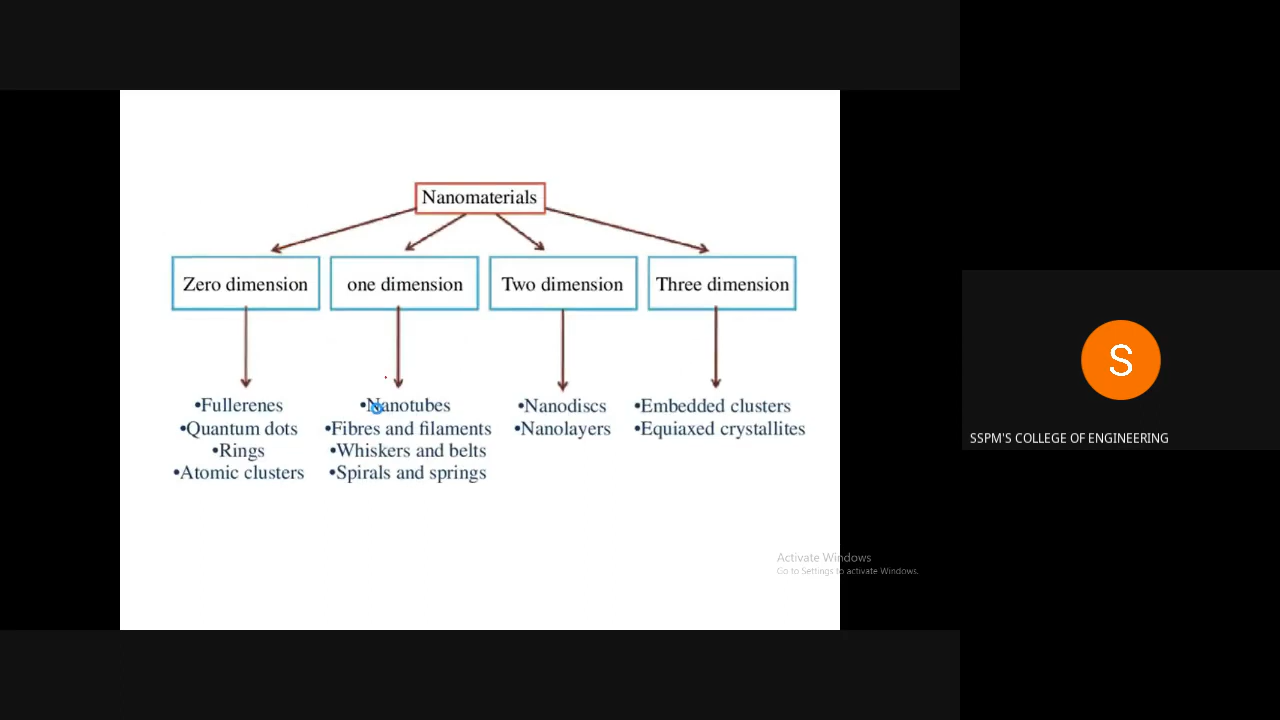 Nanomaterials
Zero dimension
one dimension
Two dimension
Three dimension
•Fullerenes
•Quantum dots
•Rings
•Atomic clusters
•Nanotubes
•Fibres and filaments
•Whiskers and belts
•Spirals and springs
•Nanodiscs
•Nanolayers
•Embedded clusters
•Equiaxed crystallites
S
SSPM'S COLLEGE OF ENGINEERING
Activate Windows
Go to Settings to activate Windows.